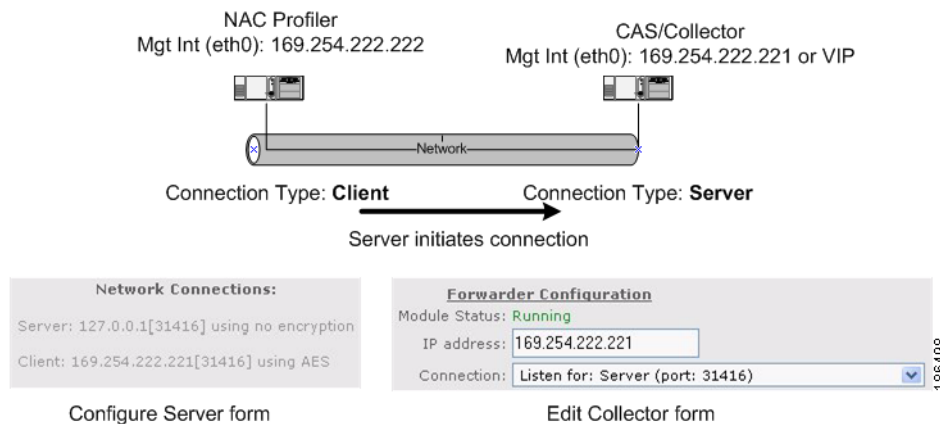 NAC Profiler
Mgt Int (eth0): 169.254.222.222
CAS/Collector
Mgt Int (eth0): 169.254.222.221 or VIP
Network
Connection Type: Client
Connection Type: Server
Server initiates connection
Network Connections:
Server: 127.0.0.1[31416] using no encryption
Client: 169.254.222.221[31416] using AES
Configure Server form
Forwarder Configuration
Module Status: Running
IP address: 169.254.222.221
Connection: Listen for: Server (port: 31416)
Edit Collector form
186498